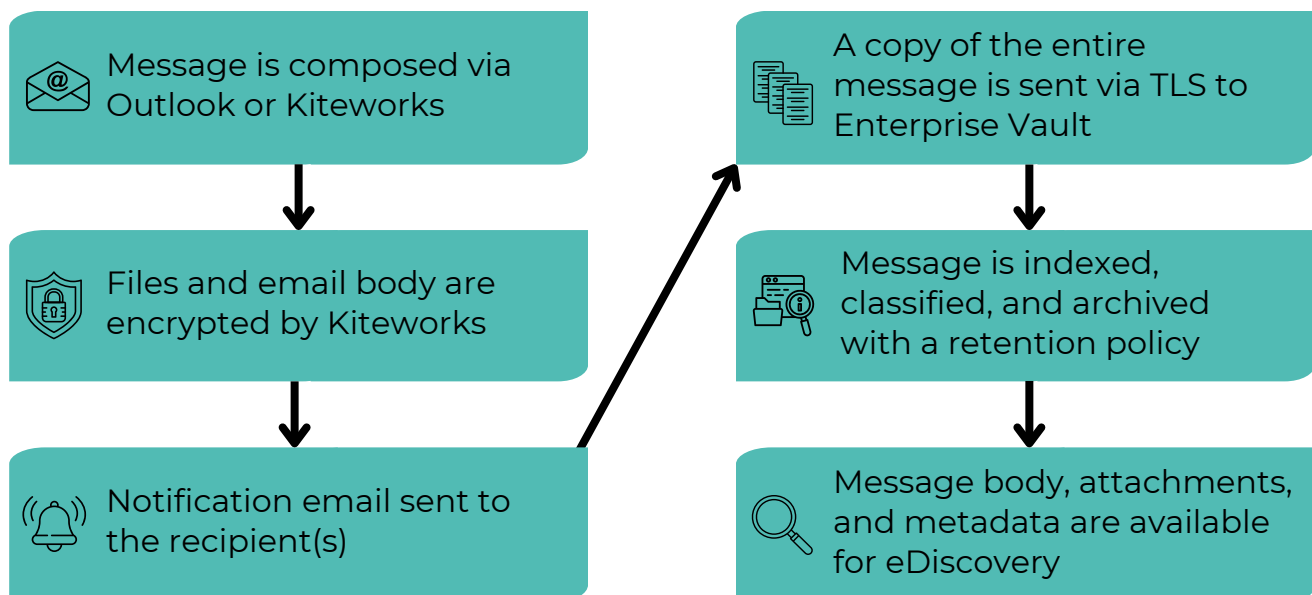 Message is composed via
Outlook or Kiteworks
Files and email body are
encrypted by Kiteworks
Notification email sent to
the recipient(s)
A copy of the entire
message is sent via TLS to
Enterprise Vault
Message is indexed,
classified, and archived
with a retention policy
Message body, attachments,
and metadata are available
for eDiscovery